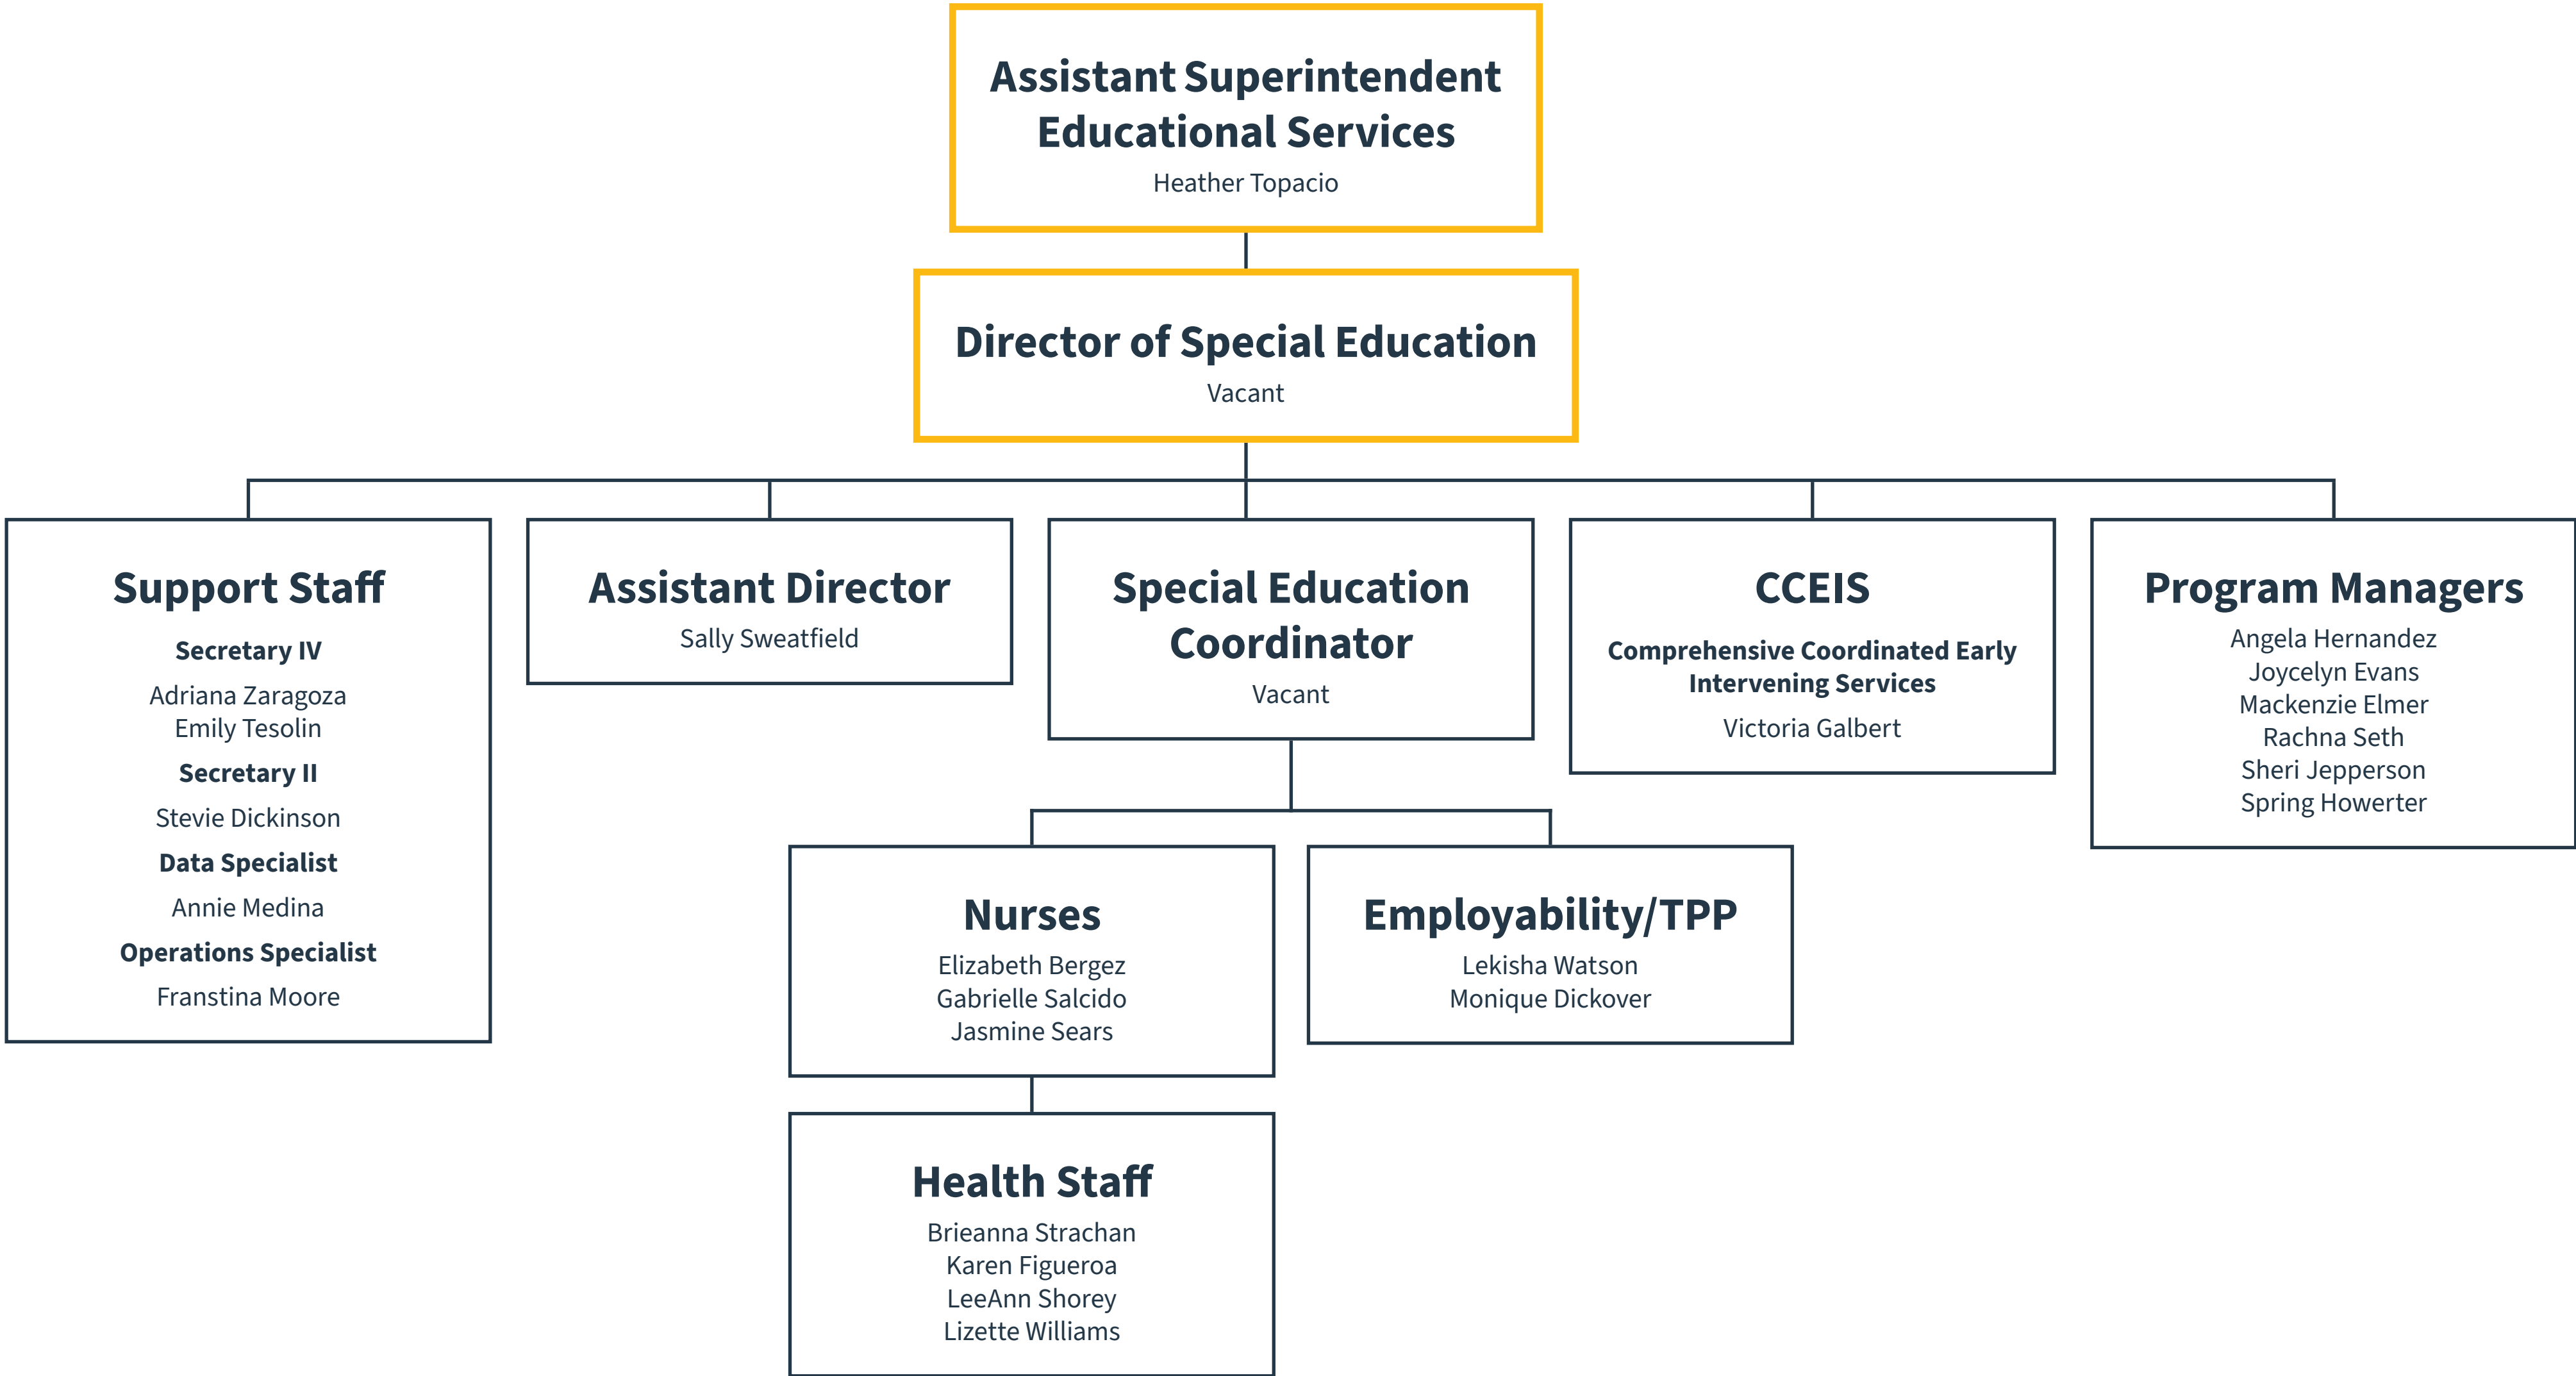 Assistant Superintendent
Educational Services
Heather Topacio
Director of Special Education
Vacant
Support Staff
Secretary IV
Adriana Zaragoza
Emily Tesolin
Secretary II
Stevie Dickinson
Data Specialist
Annie Medina
Operations Specialist
Franstina Moore
Assistant Director
Sally Sweatfield
Special Education
Coordinator
Vacant
CCEIS
Comprehensive Coordinated Early
Intervening Services
Victoria Galbert
Program Managers
Angela Hernandez
Joycelyn Evans
Mackenzie Elmer
Rachna Seth
Sheri Jepperson
Spring Howerter
Nurses
Elizabeth Bergez
Gabrielle Salcido
Jasmine Sears
Employability/TPP
Lekisha Watson
Monique Dickover
Health Staff
Brieanna Strachan
Karen Figueroa
LeeAnn Shorey
Lizette Williams